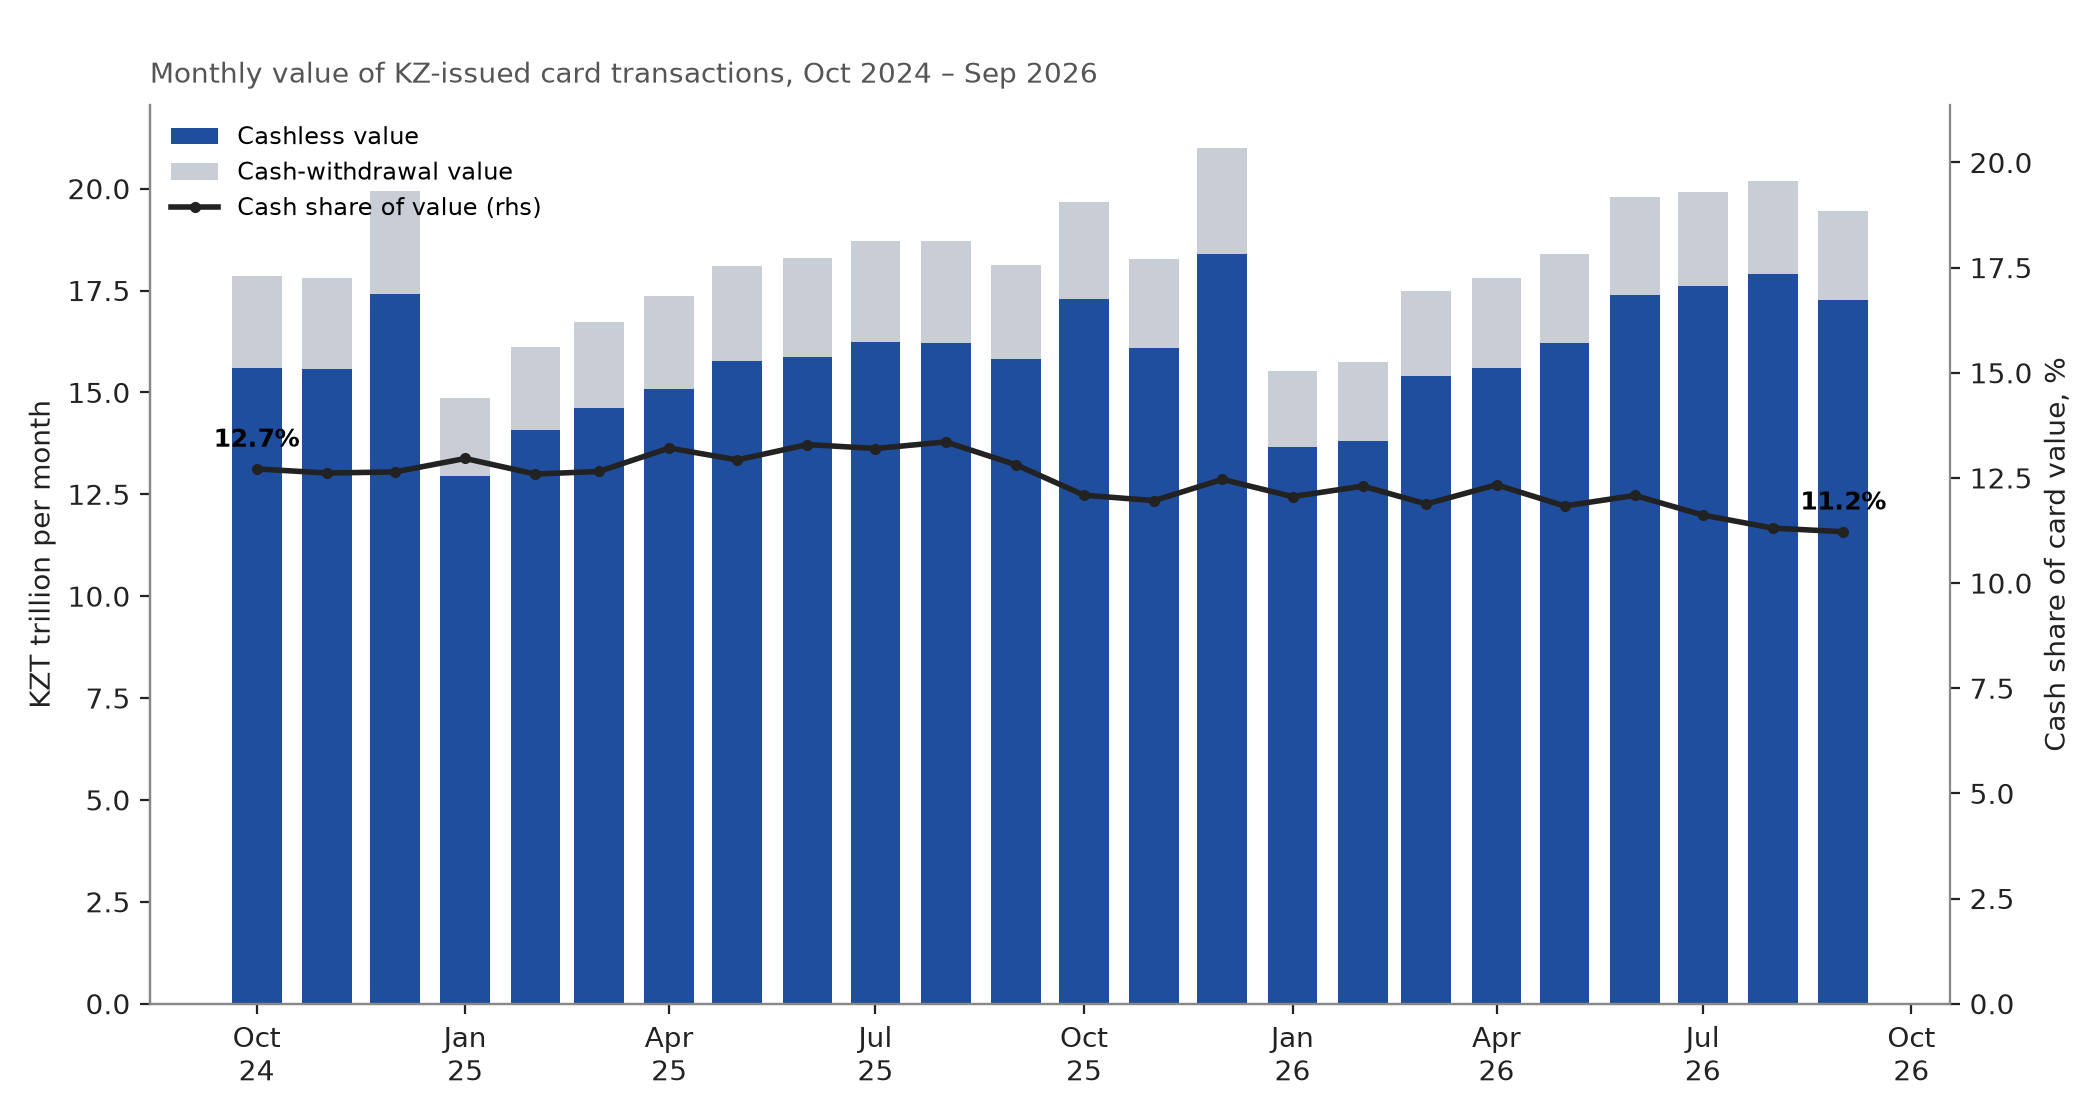 Monthly value of KZ-issued card transactions, Oct 2024 – Sep 2026
Cashless value
Cash-withdrawal value
Cash share of value (rhs)
KZT trillion per month
20.0
17.5
15.0
12.5
10.0
7.5
5.0
2.5
0.0
12.7%
11.2%
20.0
17.5
15.0
12.5
10.0
7.5
5.0
2.5
0.0
Cash share of card value, %
Oct
24
Jan
25
Apr
25
Jul
25
Oct
25
Jan
26
Apr
26
Jul
26
Oct
26